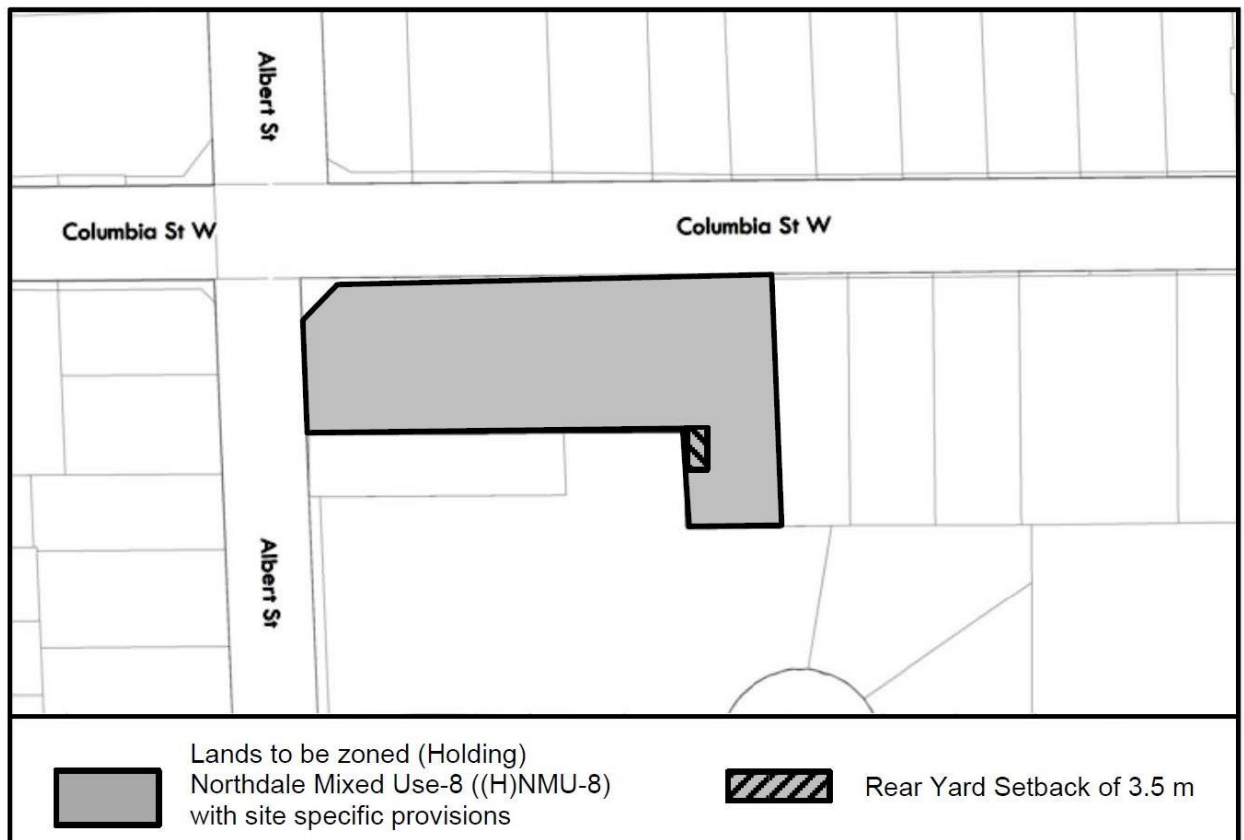 Albert St
Columbia St W
Columbia St W
Albert St
Lands to be zoned (Holding)
Northdale Mixed Use-8 ((H)NMU-8)
with site specific provisions
Rear Yard Setback of 3.5 m